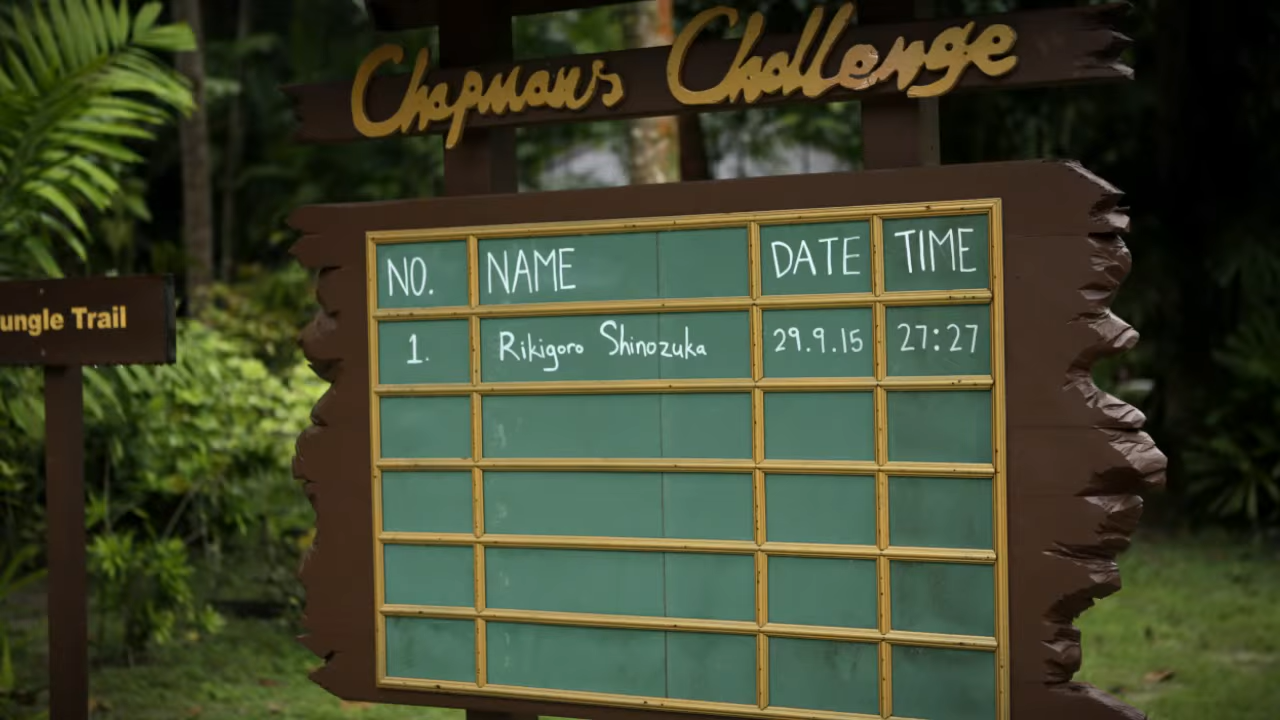 Chapmans Challenge
ungle Trail
NO. NAME DATE TIME
1. Rikigoro Shinozuka 29.9.15 27:27